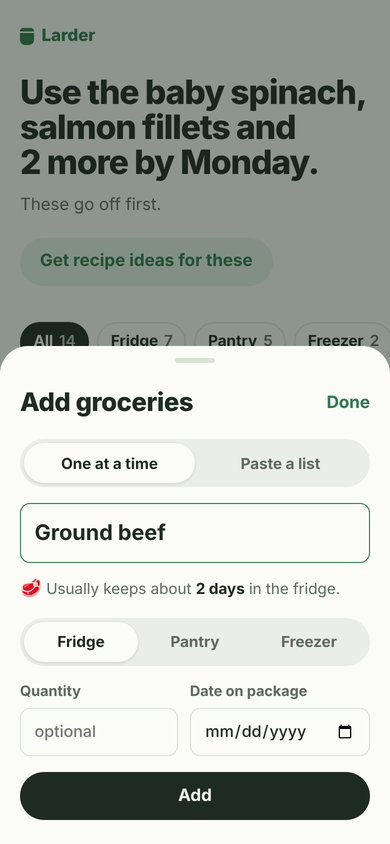 Larder
Use the baby spinach,
salmon fillets and
2 more by Monday.
These go off first.
Get recipe ideas for these
All 14 Fridge 7 Pantry 5 Freezer 2
Add groceries
Done
One at a time Paste a list
Ground beef
Usually keeps about 2 days in the fridge.
Fridge Pantry Freezer
Quantity Date on package
optional mm/dd/yyyy
Add